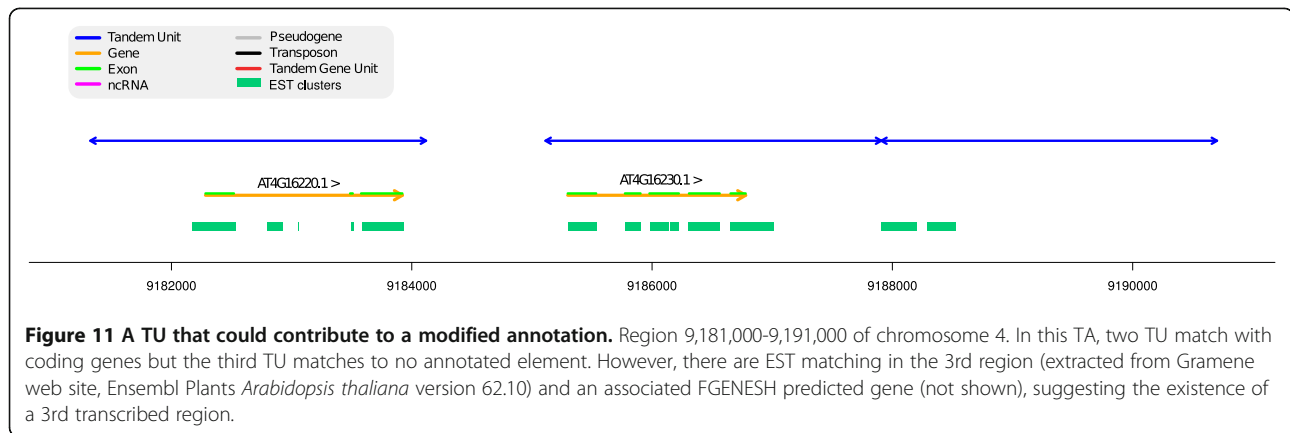 Tandem Unit
Gene
Exon
ncRNA
Pseudogene
Transposon
Tandem Gene Unit
EST clusters
AT4G16220.1 >
AT4G16230.1 >
9182000
9184000
9186000
9188000
9190000
Figure 11 A TU that could contribute to a modified annotation. Region 9,181,000-9,191,000 of chromosome 4. In this TA, two TU match with
coding genes but the third TU matches to no annotated element. However, there are EST matching in the 3rd region (extracted from Gramene
web site, Ensembl Plants Arabidopsis thaliana version 62.10) and an associated FGENESH predicted gene (not shown), suggesting the existence of
a 3rd transcribed region.